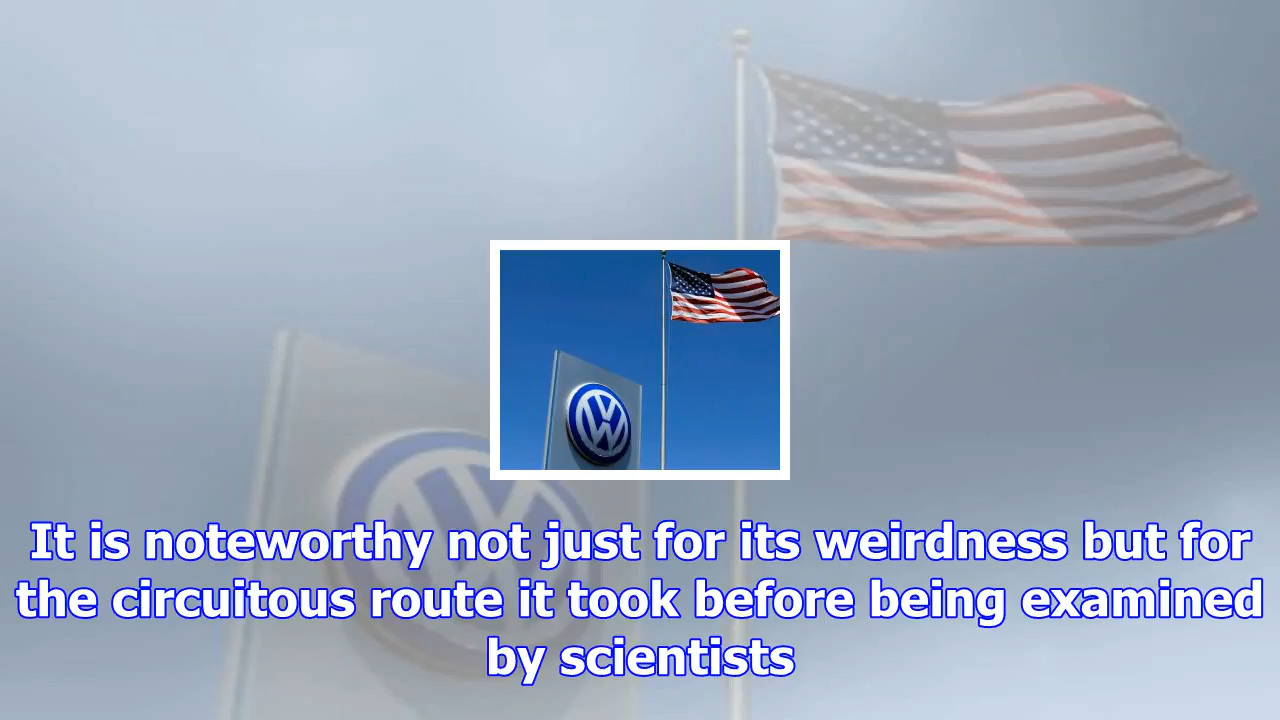 VW
It is noteworthy not just for its weirdness but for
the circuitous route it took before being examined
by scientists